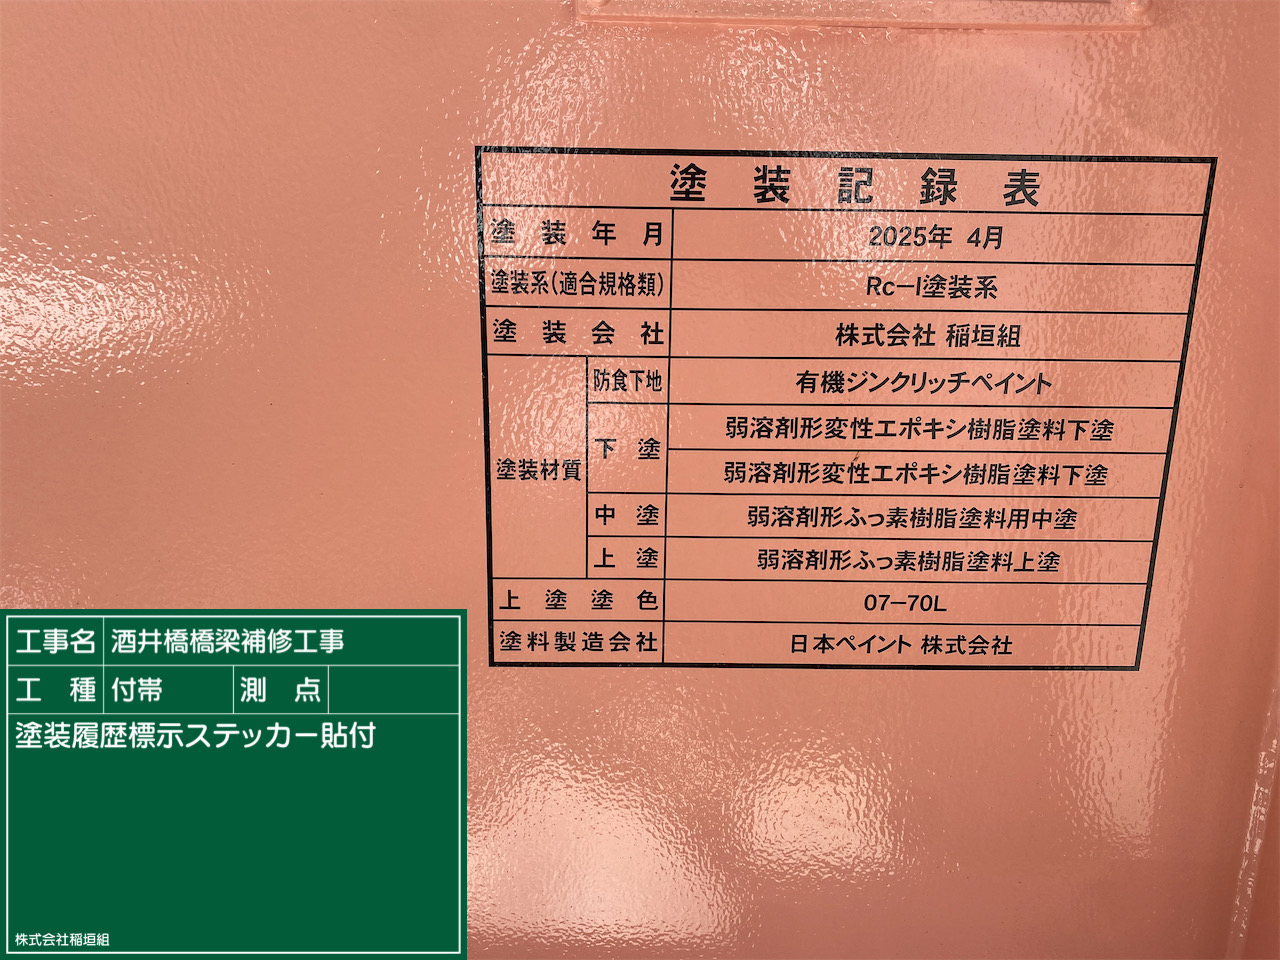 塗装記録表
塗装年月 2025年 4月
塗装系(適合規格類) Rc-Ⅰ塗装系
塗装会社 株式会社 稲垣組
塗装材質 防食下地 有機ジンクリッチペイント
下塗 弱溶剤形変性エポキシ樹脂塗料下塗
弱溶剤形変性エポキシ樹脂塗料下塗
中塗 弱溶剤形ふっ素樹脂塗料用中塗
上塗 弱溶剤形ふっ素樹脂塗料上塗
上塗塗色 07-70L
塗料製造会社 日本ペイント 株式会社
工事名 酒井橋橋梁補修工事
工種 付帯 測点
塗装履歴標示ステッカー貼付
株式会社稲垣組